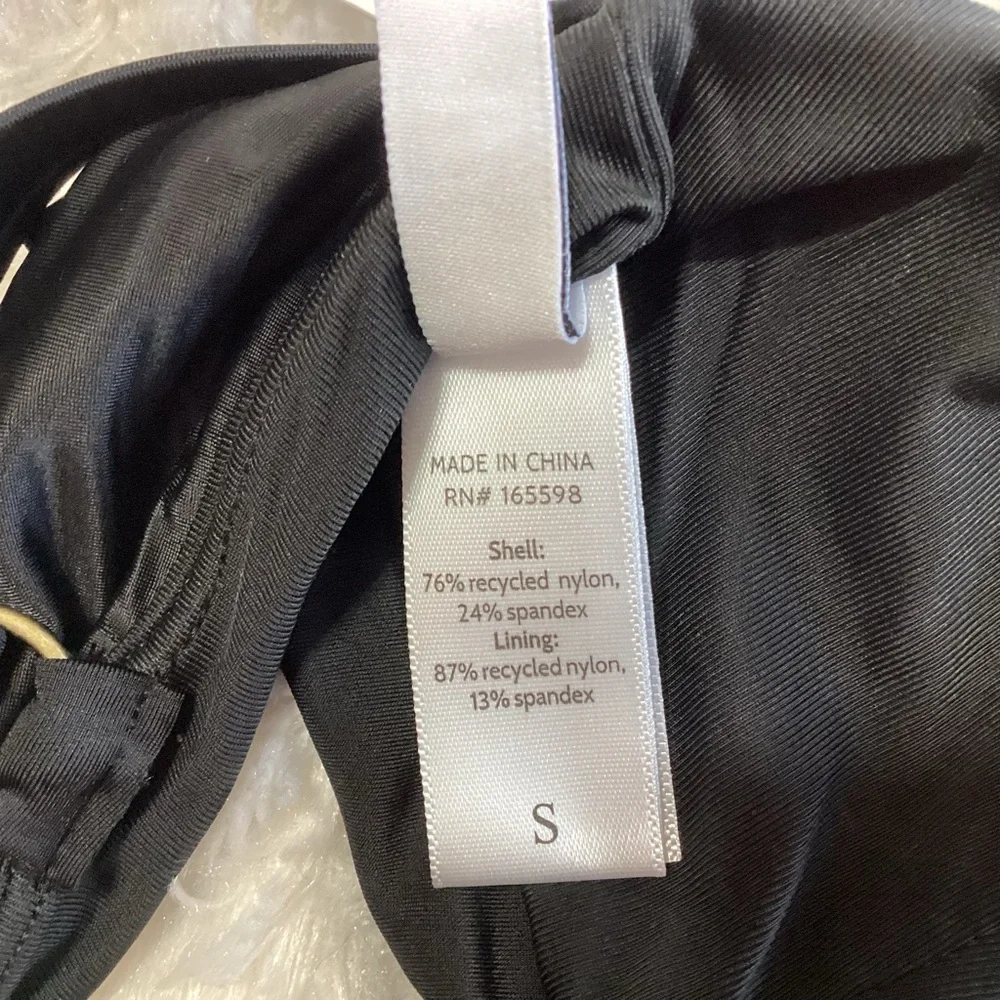 MADE IN CHINA
RN# 165598
Shell:
76% recycled nylon,
24% spandex
Lining:
87% recycled nylon,
13% spandex
S